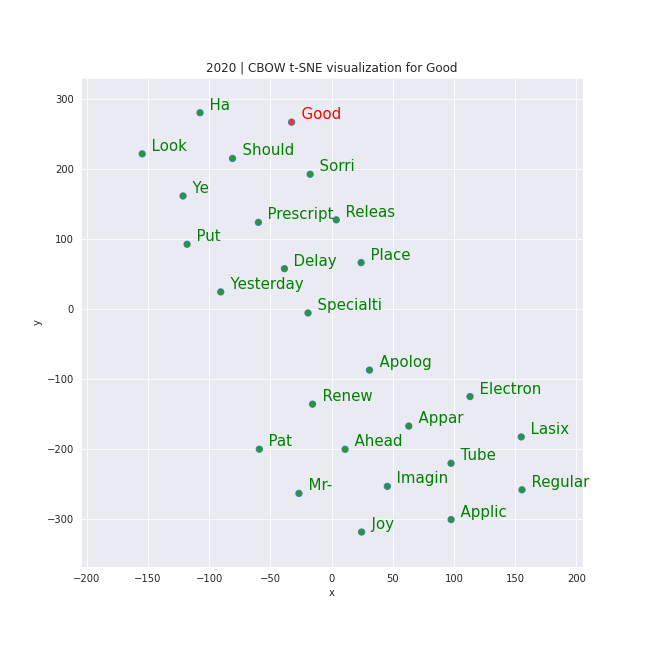 2020 | CBOW t-SNE visualization for Good
300
Ha
Good
Look
Should
200
Sorri
Ye
Prescript
Releas
100
Put
Place
Delay
Yesterday
0
Specialti
y
Apolog
−100
Electron
Renew
Appar
Lasix
−200
Pat
Ahead
Tube
Imagin
Regular
Mr-
−300
Applic
Joy
−200
−150
−100
−50
0
50
100
150
200
x